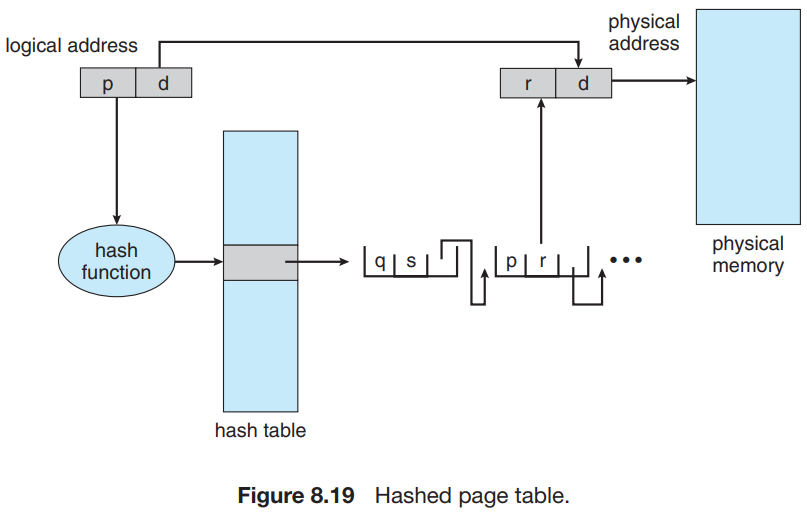 logical address
physical
address
p d
r d
hash
function
q s
p r
•••
physical
memory
hash table
Figure 8.19 Hashed page table.